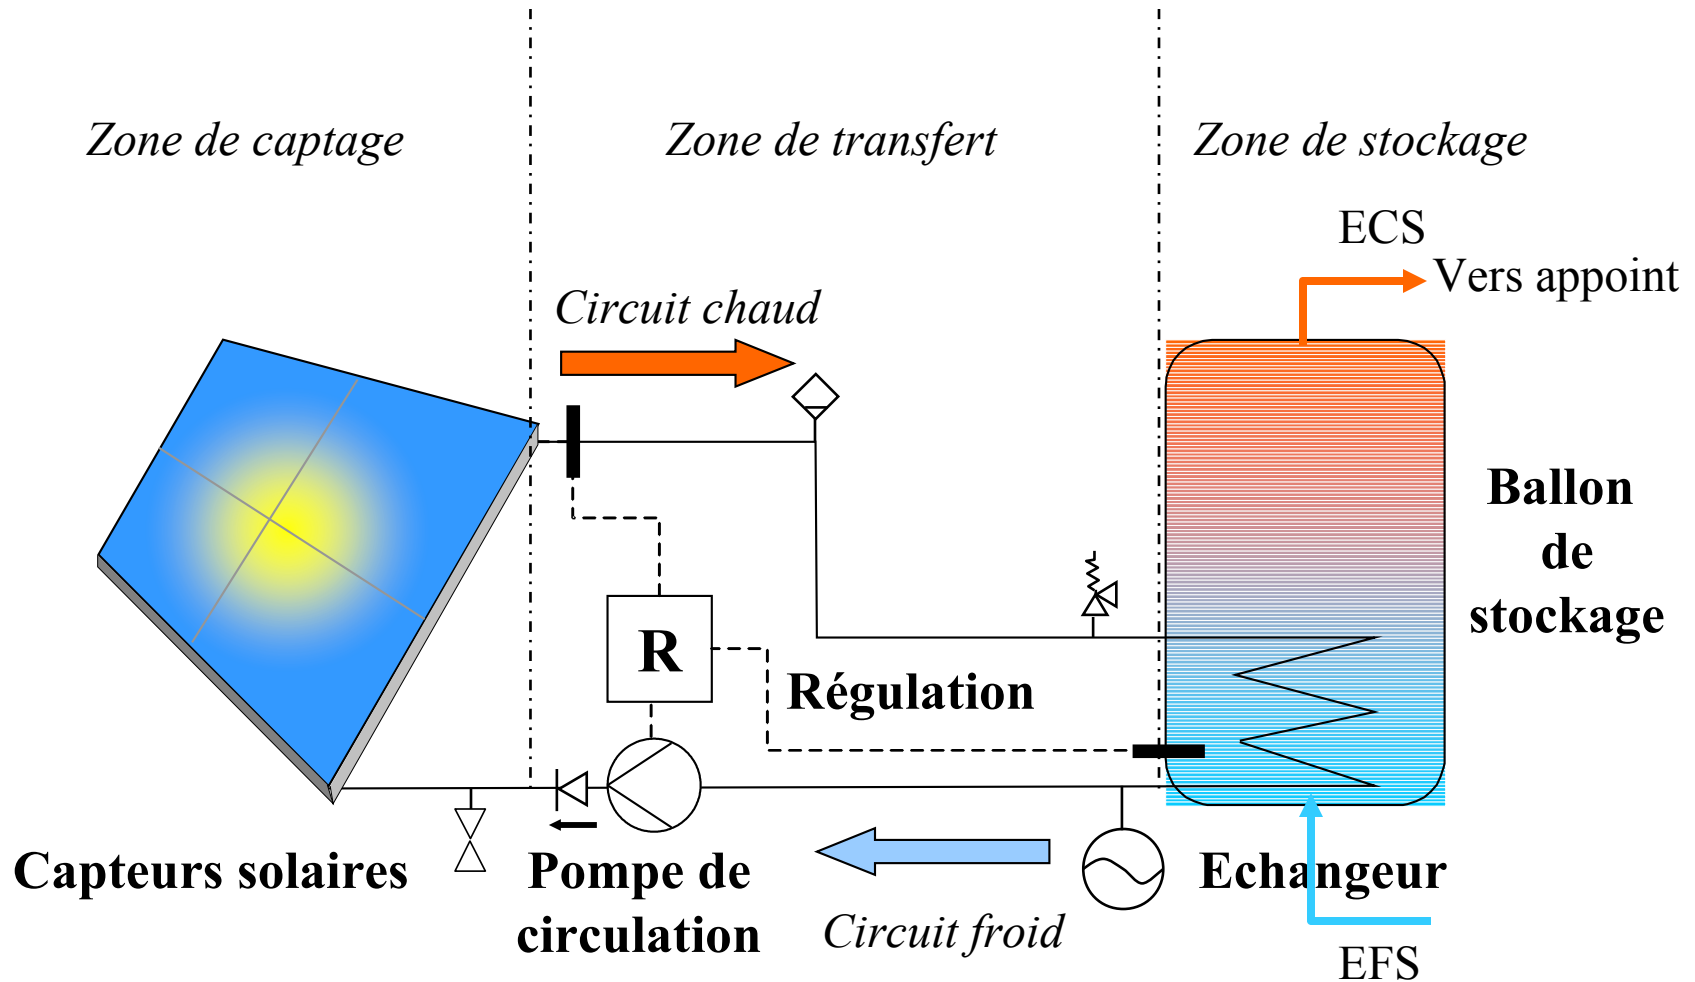 Zone de captage
Zone de transfert
Zone de stockage
ECS
Vers appoint
Circuit chaud
Ballon
de
stockage
R
Régulation
Capteurs solaires
Pompe de
circulation
Circuit froid
Echangeur
EFS